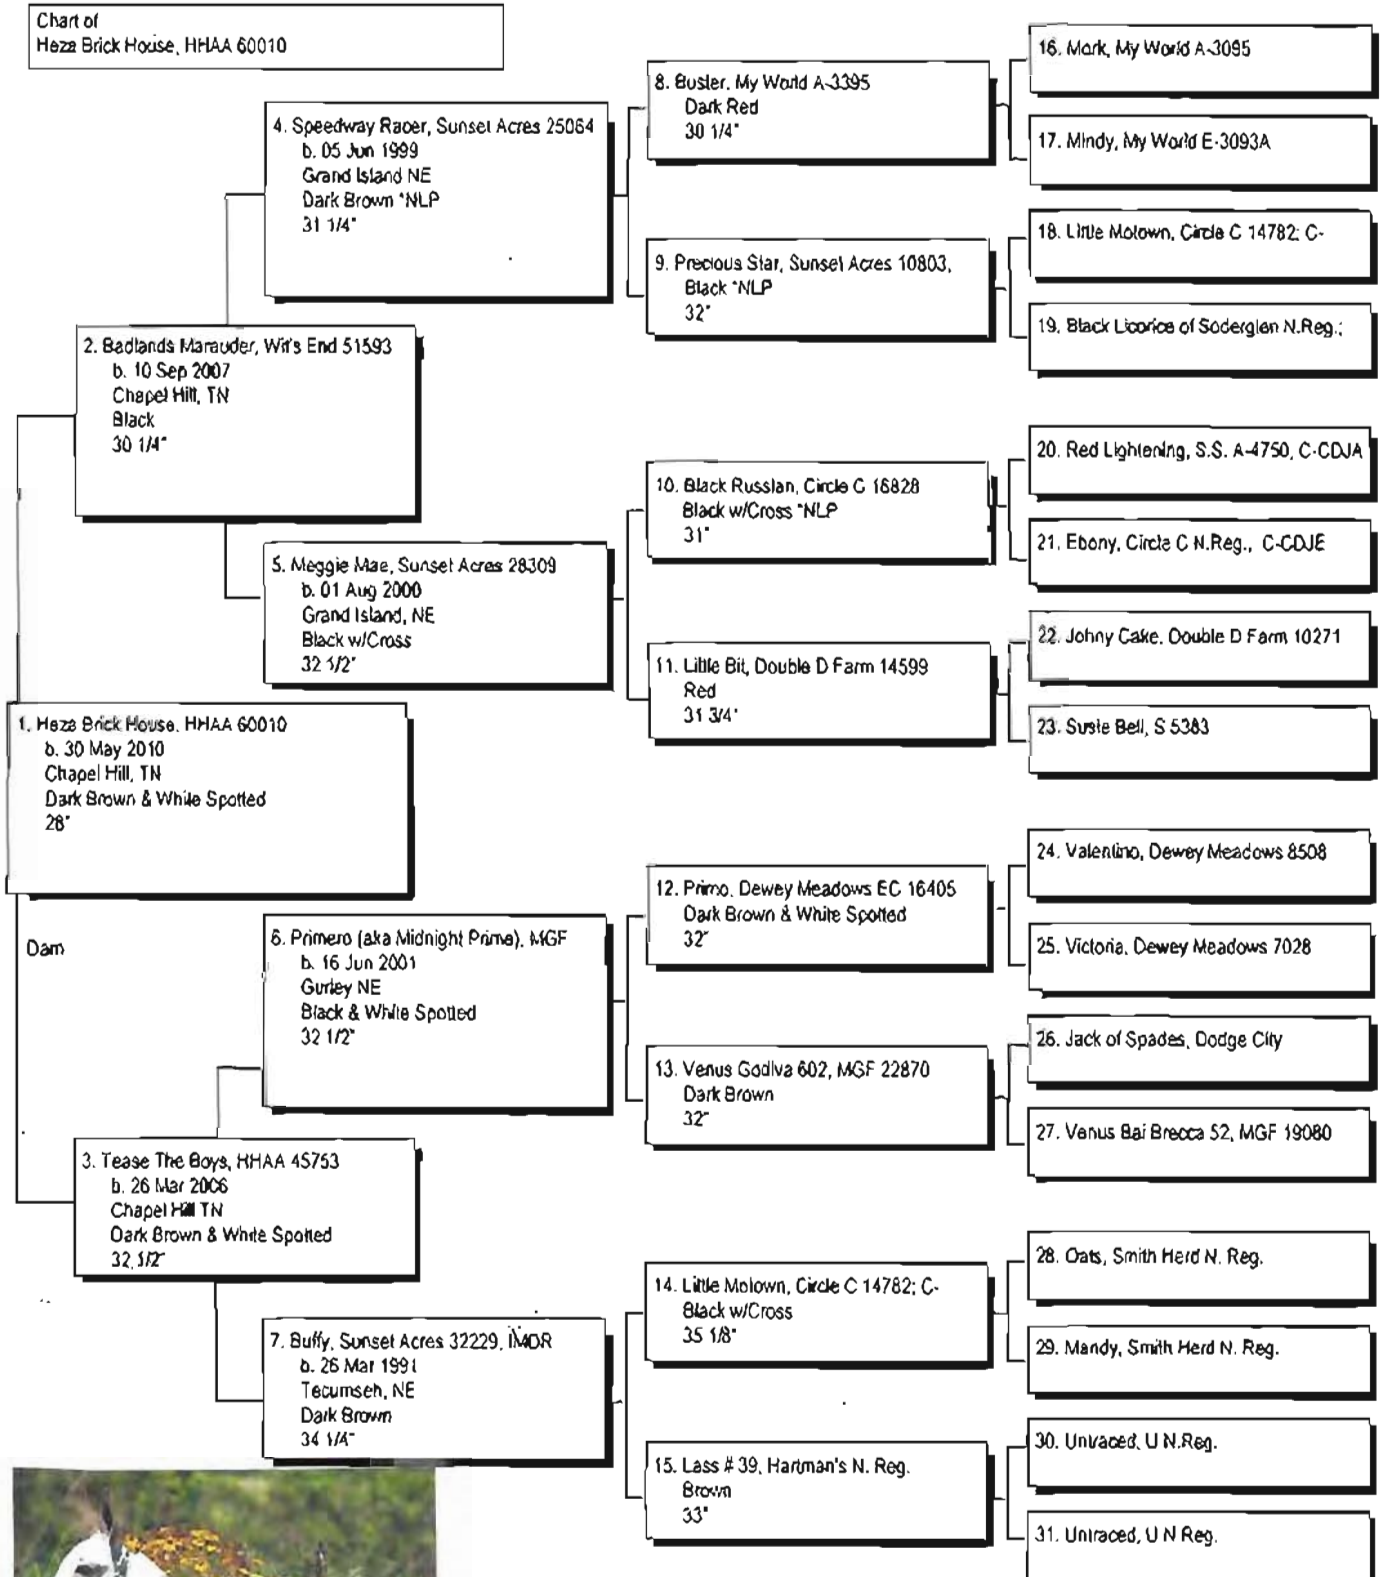 Chart of
Heza Brick House, HHAA 60010
16. Mark, My World A-3095
8. Buster, My World A-3395
Dark Red
30 1/4"
17. Mindy, My World E-3093A
4. Speedway Racer, Sunset Acres 25064
b. 05 Jun 1999
Grand Island NE
Dark Brown *NLP
31 1/4"
18. Little Motown, Circle C 14782; C-
9. Precious Star, Sunset Acres 10803,
Black *NLP
32"
19. Black Licorice of Soderglen N.Reg.;
2. Badlands Marauder, Wit's End 51593
b. 10 Sep 2007
Chapel Hill, TN
Black
30 1/4"
20. Red Lightening, S.S. A-4750, C-CDJA
10. Black Russian, Circle C 16828
Black w/Cross *NLP
31"
21. Ebony, Circle C N.Reg., C-CDJE
5. Meggie Mae, Sunset Acres 28309
b. 01 Aug 2000
Grand Island, NE
Black w/Cross
32 1/2"
22. Johny Cake, Double D Farm 10271
11. Little Bit, Double D Farm 14599
Red
31 3/4"
23. Susie Bell, S 5383
1. Heza Brick House, HHAA 60010
b. 30 May 2010
Chapel Hill, TN
Dark Brown & White Spotted
28"
24. Valentino, Dewey Meadows 8508
12. Primo, Dewey Meadows EC 16405
Dark Brown & White Spotted
32"
25. Victoria, Dewey Meadows 7028
Dam
6. Primero (aka Midnight Prime), MGF
b. 16 Jun 2001
Gurley NE
Black & White Spotted
32 1/2"
26. Jack of Spades, Dodge City
13. Venus Godiva 602, MGF 22870
Dark Brown
32"
27. Venus Bai Brecca 52, MGF 19080
3. Tease The Boys, HHAA 45753
b. 26 Mar 2006
Chapel Hill TN
Dark Brown & White Spotted
32 1/2"
28. Oats, Smith Herd N. Reg.
14. Little Motown, Circle C 14782; C-
Black w/Cross
35 1/8"
29. Mandy, Smith Herd N. Reg.
7. Buffy, Sunset Acres 32229, IMDR
b. 26 Mar 1991
Tecumseh, NE
Dark Brown
34 1/4"
30. Untraced, U N.Reg.
15. Lass # 39, Hartman's N. Reg.
Brown
33"
31. Untraced, U N Reg.